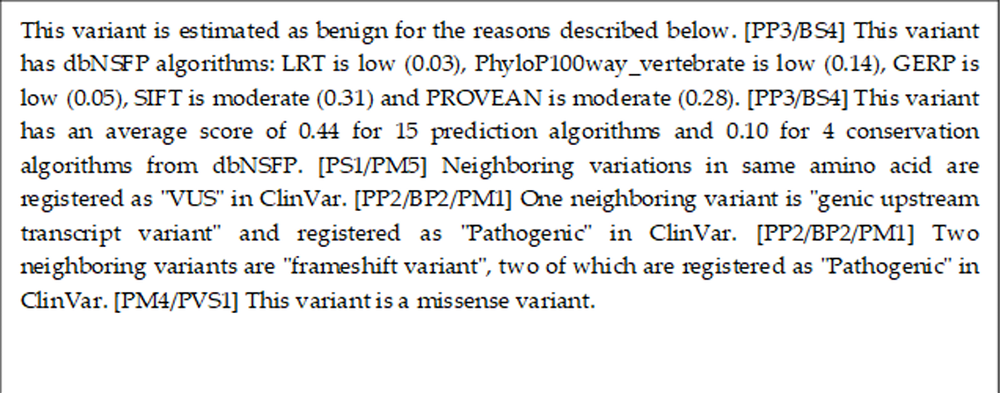 This variant is estimated as benign for the reasons described below. [PP3/BS4] This variant
has dbNSFP algorithms: LRT is low (0.03), PhyloP100way_vertebrate is low (0.14), GERP is
low (0.05), SIFT is moderate (0.31) and PROVEAN is moderate (0.28). [PP3/BS4] This variant
has an average score of 0.44 for 15 prediction algorithms and 0.10 for 4 conservation
algorithms from dbNSFP. [PS1/PM5] Neighboring variations in same amino acid are
registered as "VUS" in ClinVar. [PP2/BP2/PM1] One neighboring variant is "genic upstream
transcript variant" and registered as "Pathogenic" in ClinVar. [PP2/BP2/PM1] Two
neighboring variants are "frameshift variant", two of which are registered as "Pathogenic" in
ClinVar. [PM4/PVS1] This variant is a missense variant.